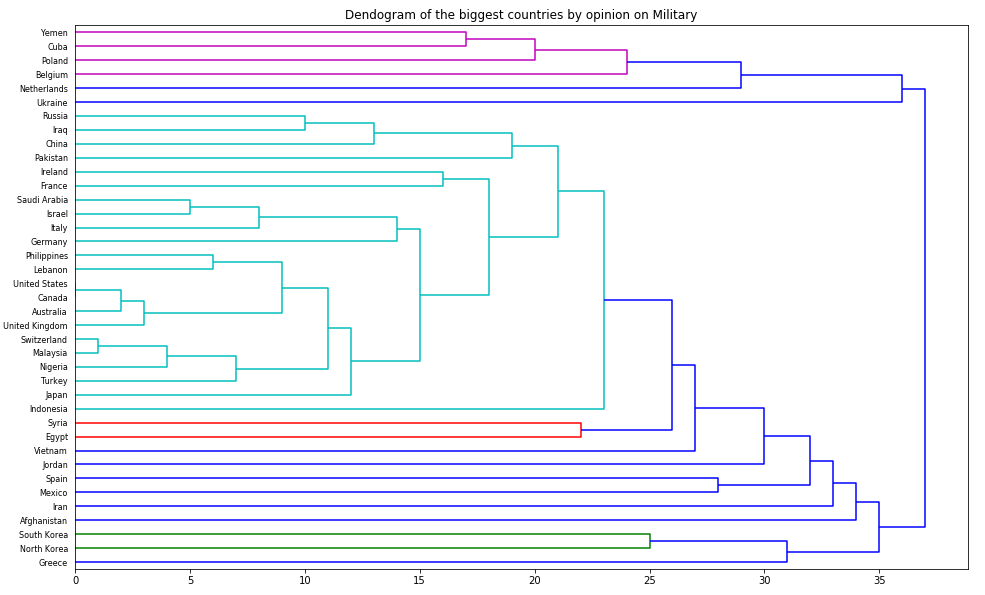 Dendogram of the biggest countries by opinion on Military
Yemen
Cuba
Poland
Belgium
Netherlands
Ukraine
Russia
Iraq
China
Pakistan
Ireland
France
Saudi Arabia
Israel
Italy
Germany
Philippines
Lebanon
United States
Canada
Australia
United Kingdom
Switzerland
Malaysia
Nigeria
Turkey
Japan
Indonesia
Syria
Egypt
Vietnam
Jordan
Spain
Mexico
Iran
Afghanistan
South Korea
North Korea
Greece
0 5 10 15 20 25 30 35